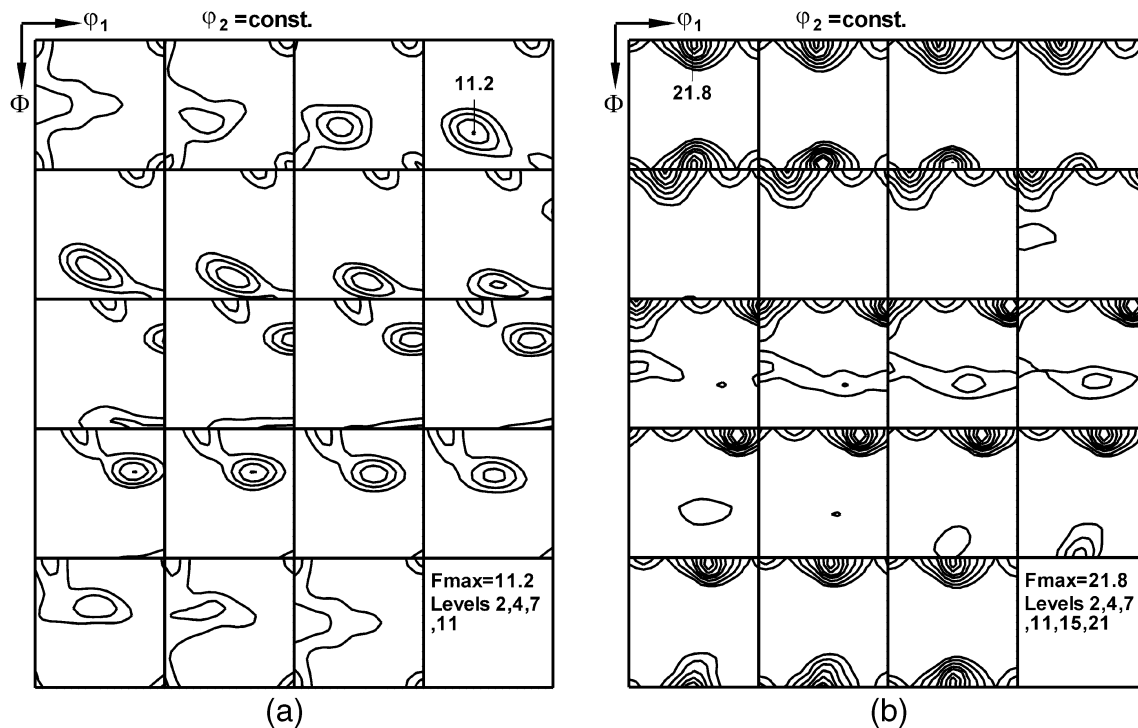 φ₁ φ₂ =const.
Φ
11.2
Fmax=11.2
Levels 2,4,7
,11
(a)
φ₁ φ₂ =const.
Φ
21.8
Fmax=21.8
Levels 2,4,7
,11,15,21
(b)